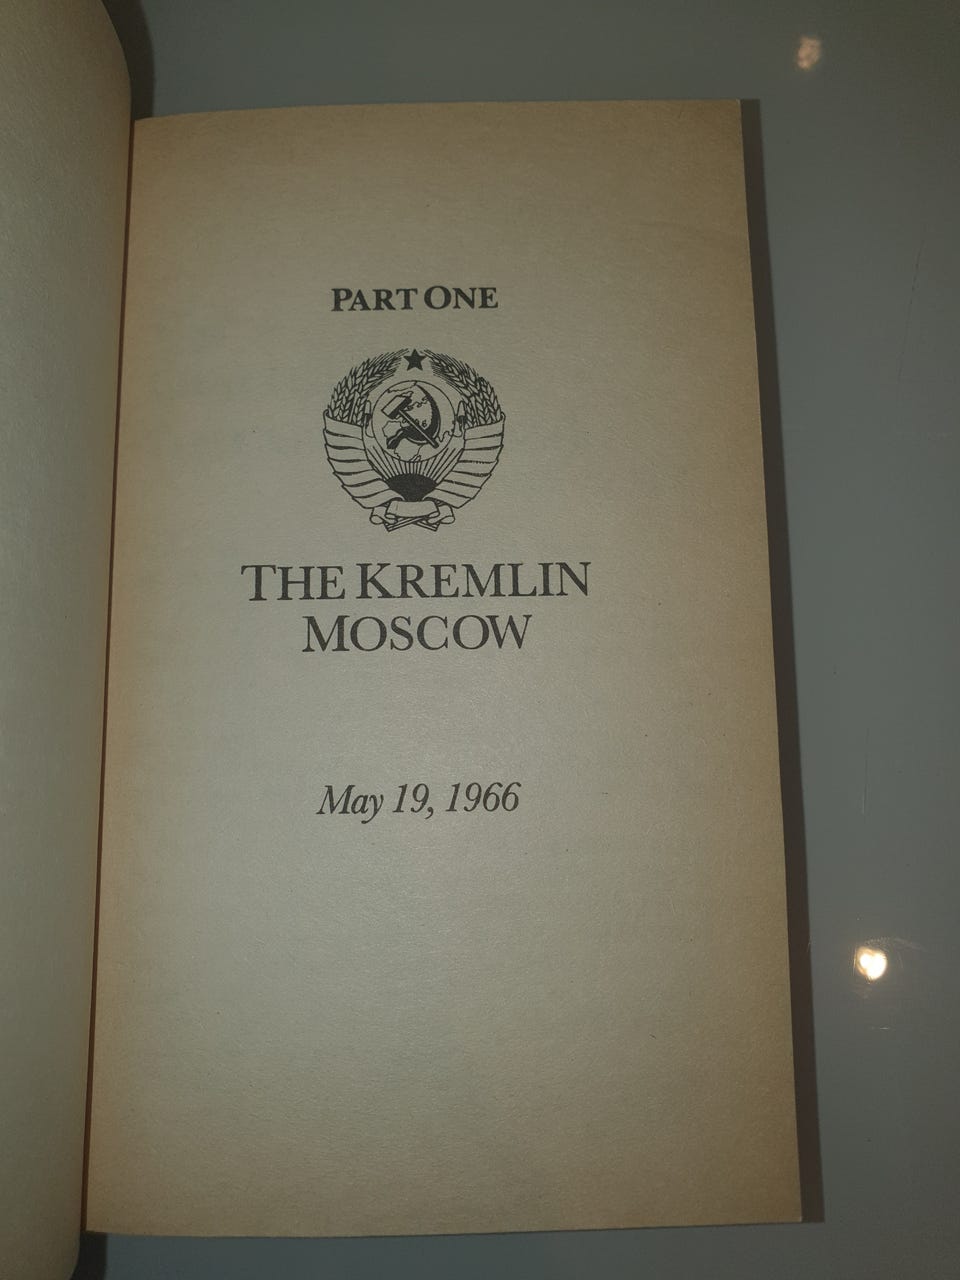 PART ONE
THE KREMLIN
MOSCOW
May 19, 1966